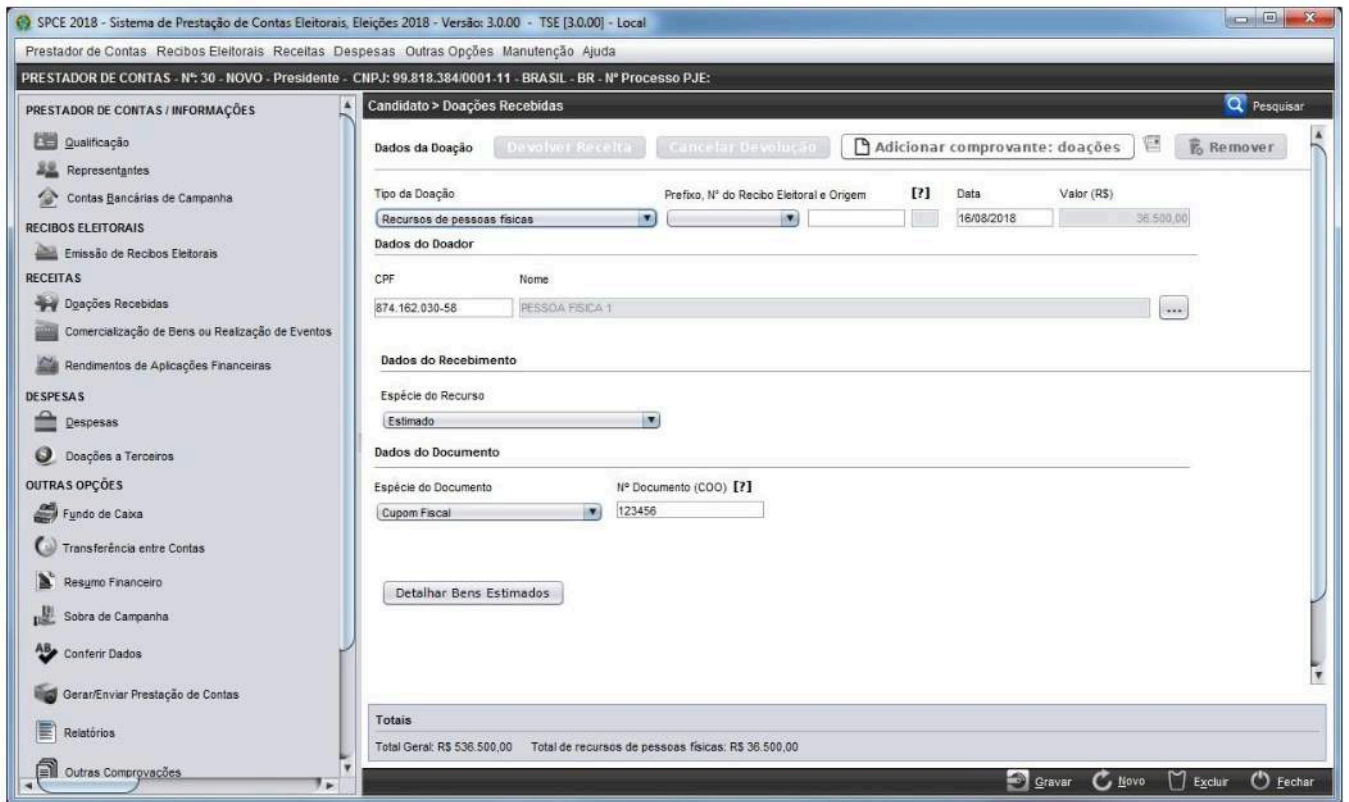 SPCE 2018 - Sistema de Prestação de Contas Eleitorais, Eleições 2018 - Versão: 3.0.00 - TSE [3.0.00] - Local
Prestador de Contas Recibos Eleitorais Receitas Despesas Outras Opções Manutenção Ajuda
PRESTADOR DE CONTAS - Nº: 30 - NOVO - Presidente - CNPJ: 99.818.384/0001-11 - BRASIL - BR - Nº Processo PJE:
PRESTADOR DE CONTAS / INFORMAÇÕES
Qualificação
Representantes
Contas Bancárias de Campanha
RECIBOS ELEITORAIS
Emissão de Recibos Eleitorais
RECEITAS
Doações Recebidas
Comercialização de Bens ou Realização de Eventos
Rendimentos de Aplicações Financeiras
DESPESAS
Despesas
Doações a Terceiros
OUTRAS OPÇÕES
Fundo de Caixa
Transferência entre Contas
Resumo Financeiro
Sobra de Campanha
Conferir Dados
Gerar/Enviar Prestação de Contas
Relatórios
Outras Comprovações
Candidato > Doações Recebidas Pesquisar
Dados da Doação Devolver Receita Cancelar Devolução Adicionar comprovante: doações Remover
Tipo da Doação Prefixo, Nº do Recibo Eleitoral e Origem [?] Data Valor (R$)
Recursos de pessoas físicas 16/08/2018 36.500,00
Dados do Doador
CPF Nome
874.162.030-58 PESSOA FÍSICA 1 ...
Dados do Recebimento
Espécie do Recurso
Estimado
Dados do Documento
Espécie do Documento Nº Documento (COO) [?]
Cupom Fiscal 123456
Detalhar Bens Estimados
Totais
Total Geral: R$ 536.500,00 Total de recursos de pessoas físicas: R$ 36.500,00
Gravar Novo Excluir Fechar